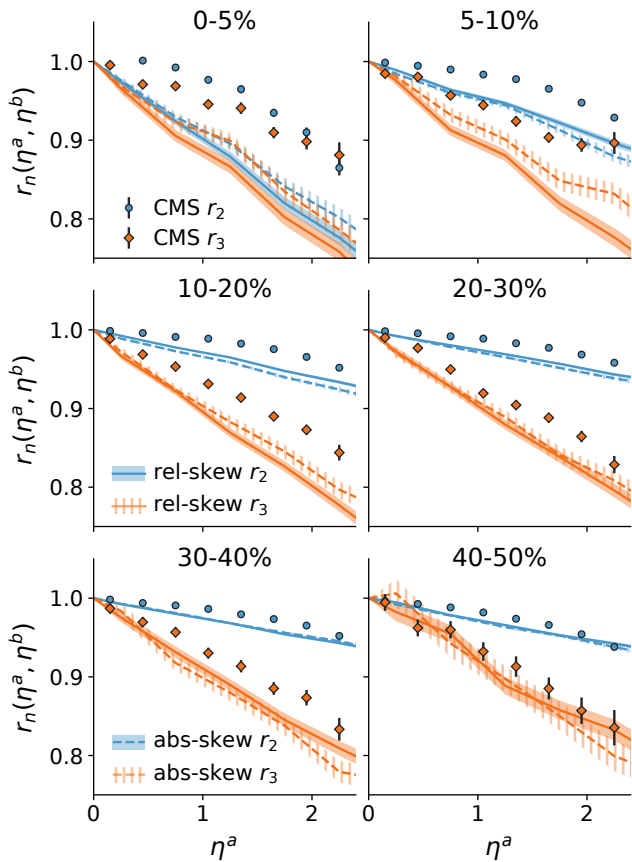 0-5%
5-10%
1.0
0.9
0.8
r_n(η^a, η^b)
CMS r_2
CMS r_3
10-20%
20-30%
1.0
0.9
0.8
r_n(η^a, η^b)
rel-skew r_2
rel-skew r_3
30-40%
40-50%
1.0
0.9
0.8
r_n(η^a, η^b)
abs-skew r_2
abs-skew r_3
0 1 2
0 1 2
η^a
η^a